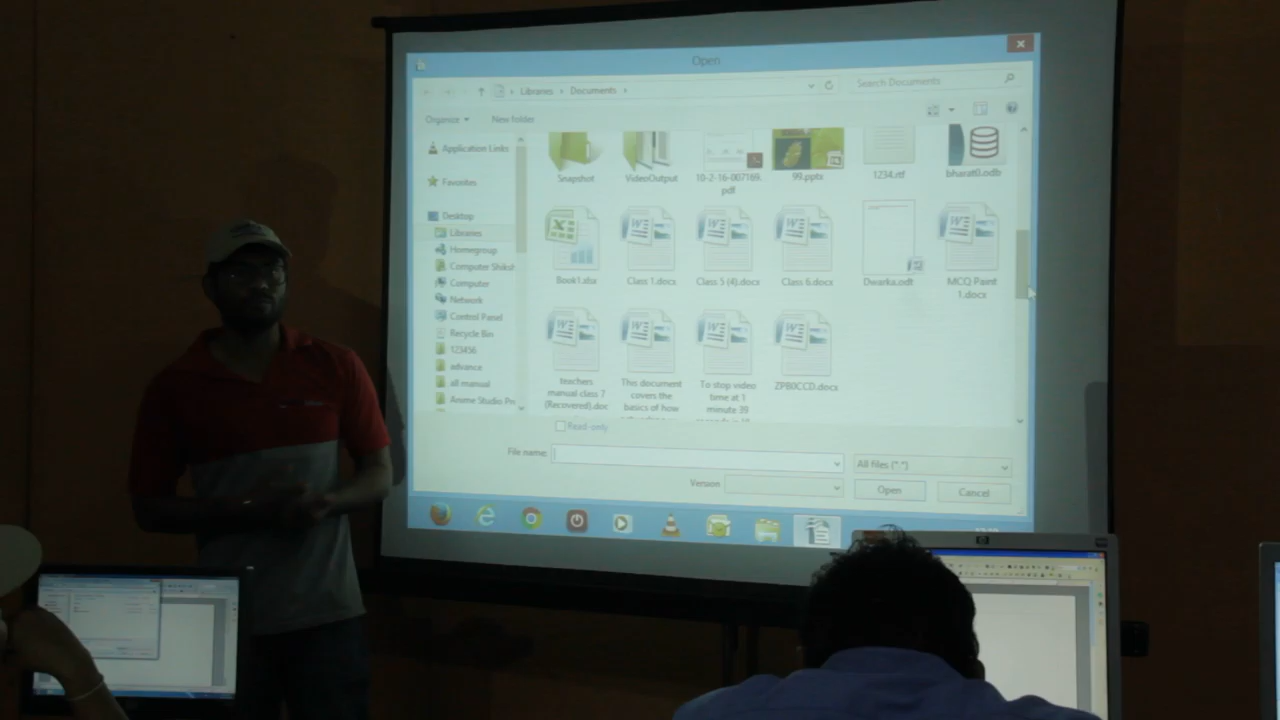 Open
Libraries
Documents
Search Documents
Organize
New folder
Application Links
Favorites
Desktop
Libraries
Homegroup
Computer Shiksh
Computer
Network
Control Panel
Recycle Bin
123456
advance
all manual
Anime Studio Pro
Snapshot
VideoOutput
10-2-16-007189.
pdf
99.pptx
1234.rtf
bharat0.odb
Book1.xlsx
Class 1.docx
Class 5 (4).docx
Class 6.docx
Dwarka.odt
MCQ Paint
1.docx
teachers
manual class 7
(Recovered).doc
This document
covers the
basics of how
To stop video
time at 1
minute 39
ZPB0CCD.docx
Read-only
File name:
All files (*.*)
Version
Open
Cancel
hp